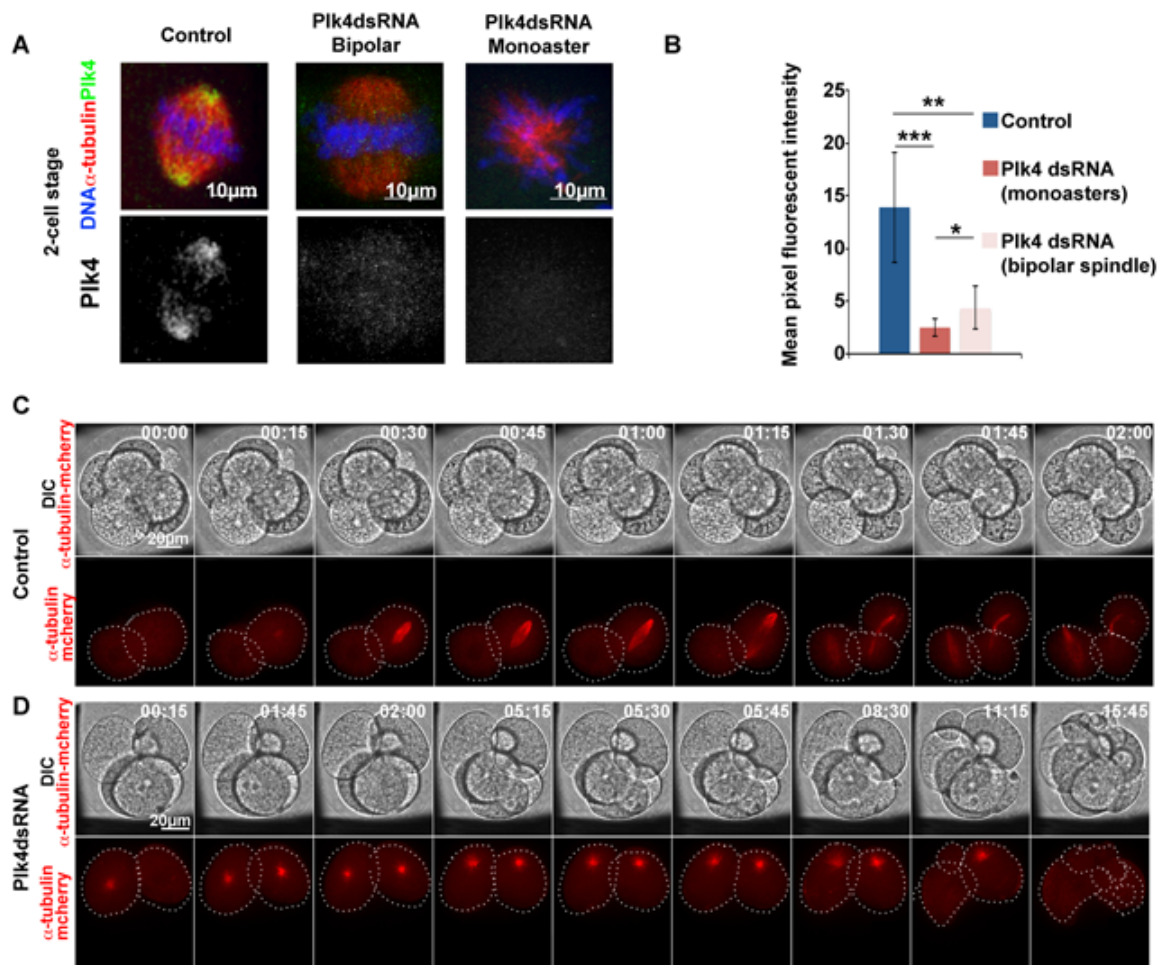 A
Control
Plk4dsRNA
Bipolar
Plk4dsRNA
Monoaster
2-cell stage
DNAα-tubulinPlk4
10µm
10µm
10µm
Plk4
B
Mean pixel fluorescent intensity
25
20
15
10
5
0
**
***
*
Control
Plk4 dsRNA
(monoasters)
Plk4 dsRNA
(bipolar spindle)
C
Control
DIC
α-tubulin-mcherry
00:00
00:15
00:30
00:45
01:00
01:15
01:30
01:45
02:00
20µm
α-tubulin
mcherry
D
Plk4dsRNA
DIC
α-tubulin-mcherry
00:15
01:45
02:00
05:15
05:30
05:45
08:30
11:15
15:45
20µm
α-tubulin
mcherry